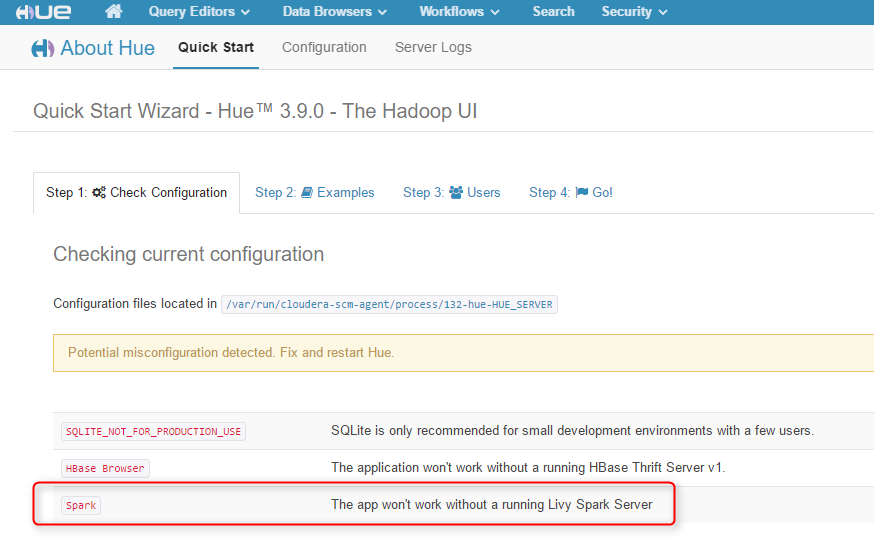 HUE Query Editors Data Browsers Workflows Search Security
About Hue Quick Start Configuration Server Logs
Quick Start Wizard - Hue™ 3.9.0 - The Hadoop UI
Step 1: Check Configuration Step 2: Examples Step 3: Users Step 4: Go!
Checking current configuration
Configuration files located in /var/run/cloudera-scm-agent/process/132-hue-HUE_SERVER
Potential misconfiguration detected. Fix and restart Hue.
SQLITE_NOT_FOR_PRODUCTION_USE SQLite is only recommended for small development environments with a few users.
HBase Browser The application won't work without a running HBase Thrift Server v1.
Spark The app won't work without a running Livy Spark Server